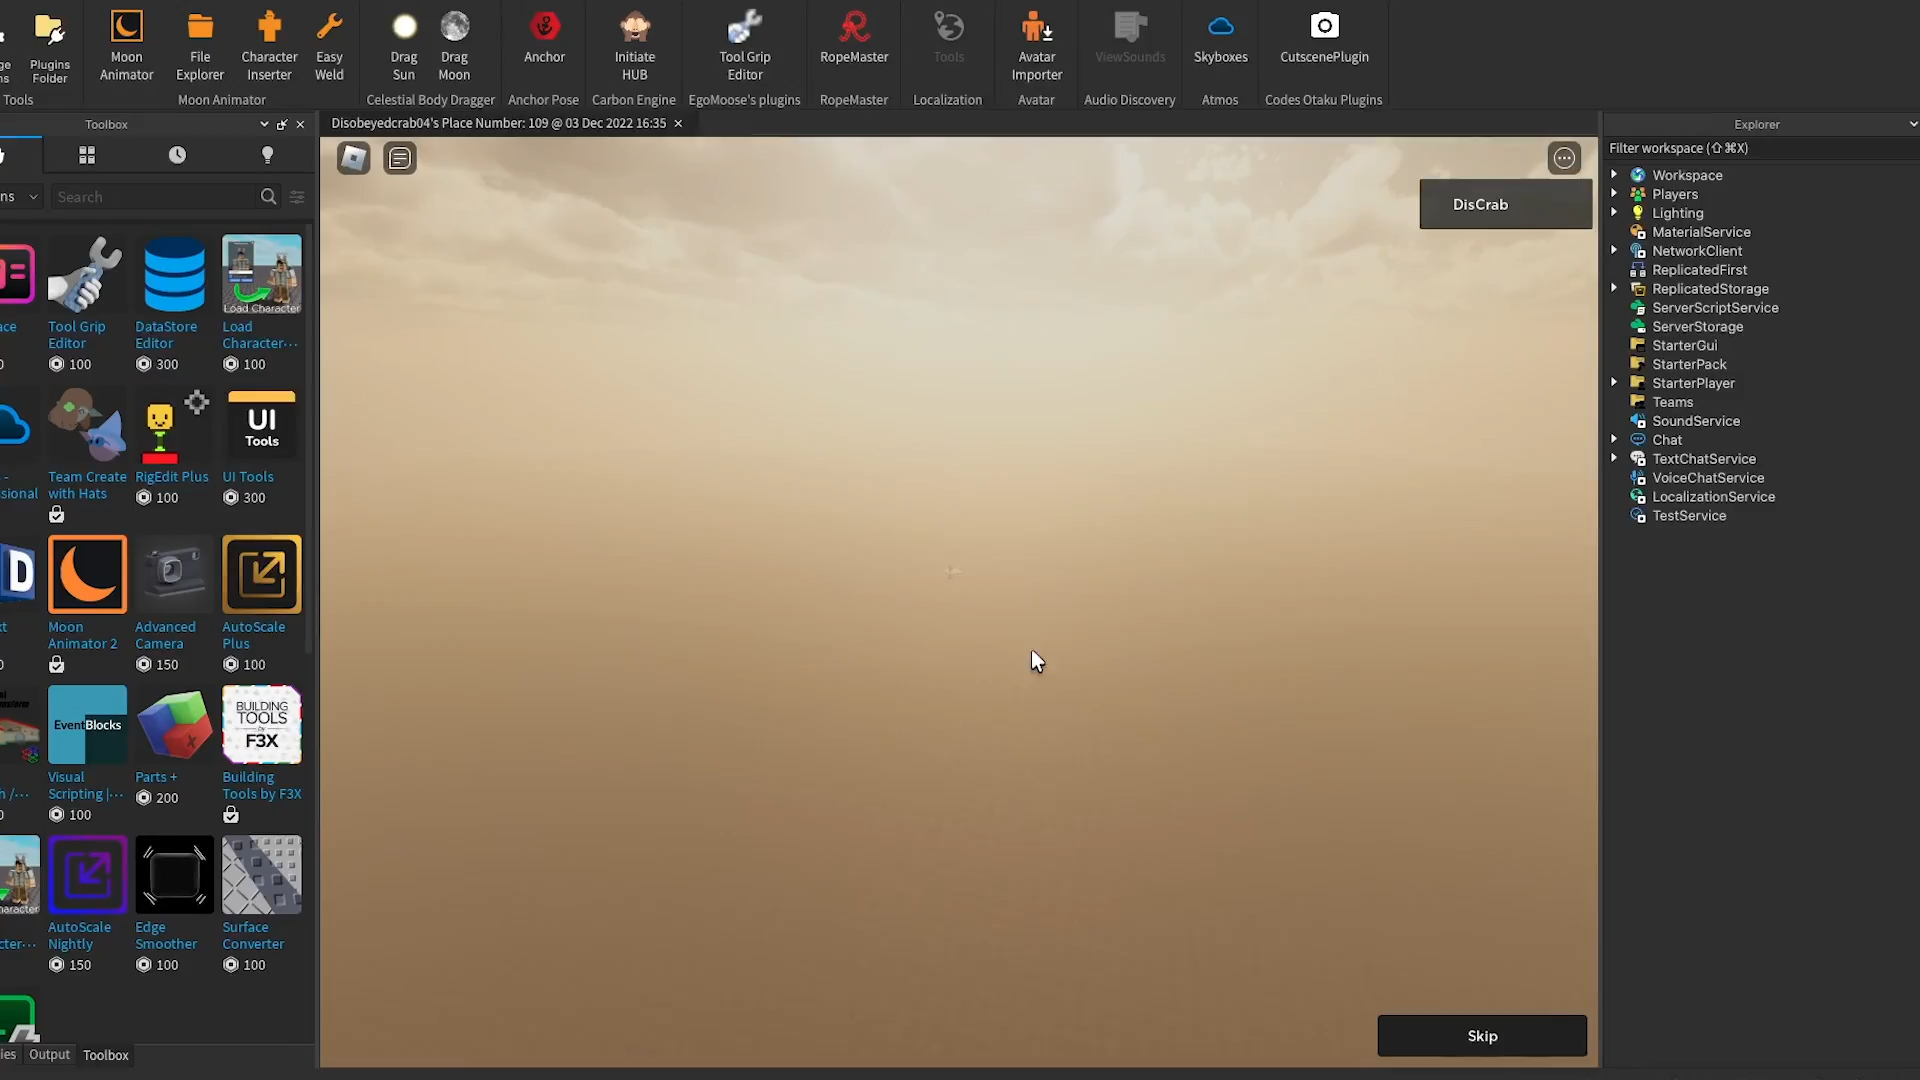 Plugins
Folder
Tools
Moon
Animator
File
Explorer
Character
Inserter
Easy
Weld
Moon Animator
Drag
Sun
Drag
Moon
Celestial Body Dragger
Anchor
Anchor Pose
Initiate
HUB
Carbon Engine
Tool Grip
Editor
EgoMoose's plugins
RopeMaster
RopeMaster
Tools
Localization
Avatar
Importer
Avatar
ViewSounds
Audio Discovery
Skyboxes
Atmos
CutscenePlugin
Codes Otaku Plugins
Toolbox
Disobeyedcrab04's Place Number: 109 @ 03 Dec 2022 16:35
Explorer
Filter workspace (⇧⌘X)
ns
Search
DisCrab
Workspace
Players
Lighting
MaterialService
NetworkClient
ReplicatedFirst
ReplicatedStorage
ServerScriptService
ServerStorage
StarterGui
StarterPack
StarterPlayer
Teams
SoundService
Chat
TextChatService
VoiceChatService
LocalizationService
TestService
Load Character
Tool Grip
Editor
100
DataStore
Editor
300
Load
Character...
100
UI
Tools
Team Create
with Hats
RigEdit Plus
100
UI Tools
300
sional
D
Moon
Animator 2
Advanced
Camera
150
AutoScale
Plus
100
EventBlocks
BUILDING
TOOLS
by
F3X
Visual
Scripting |...
100
Parts +
200
Building
Tools by F3X
AutoScale
Nightly
150
Edge
Smoother
100
Surface
Converter
100
ies
Output
Toolbox
Skip